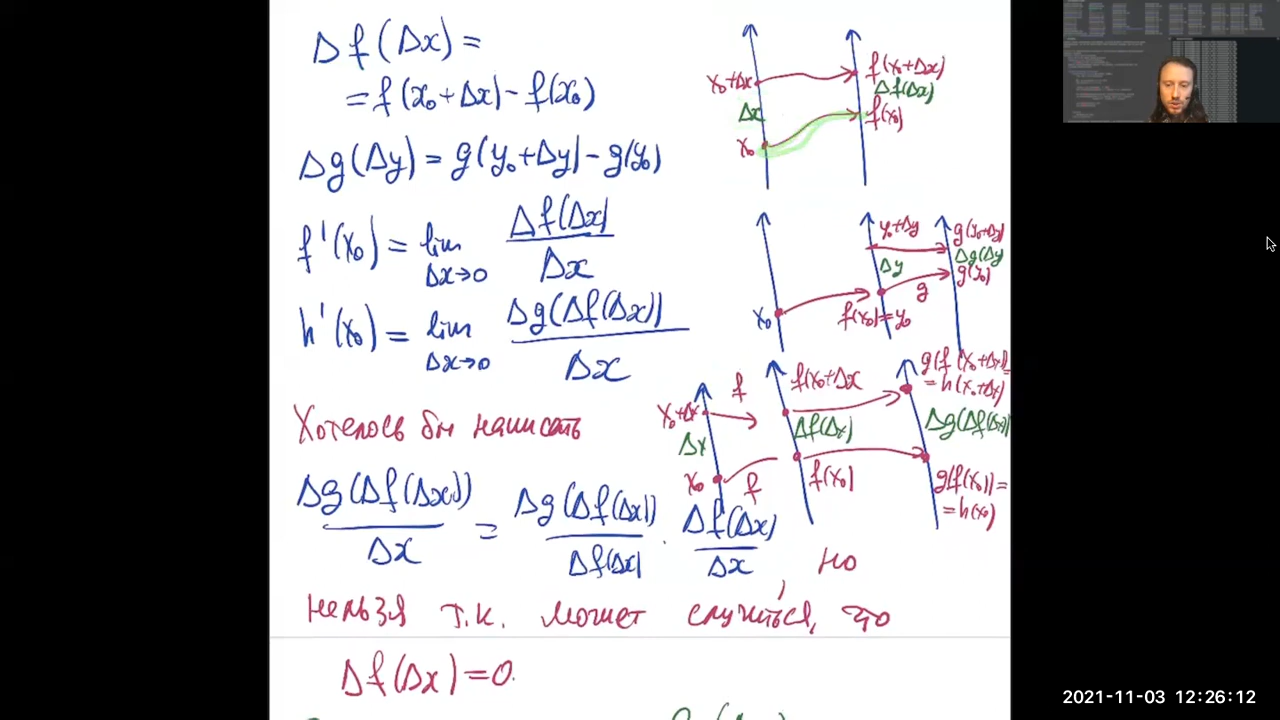 Δf(Δx) =
= f(x₀+Δx) - f(x₀)
Δg(Δy) = g(y₀+Δy) - g(y₀)
f'(x₀) = lim Δx→0 Δf(Δx) / Δx
h'(x₀) = lim Δx→0 Δg(Δf(Δx)) / Δx
Хотелось бы написать
Δg(Δf(Δx)) / Δx = Δg(Δf(Δx)) / Δf(Δx) · Δf(Δx) / Δx , но
нельзя т.к. может случиться, что
Δf(Δx) = 0.
x₀+Δx
f(x₀+Δx)
Δx
Δf(Δx)
x₀
f(x₀)
y₀+Δy
g(y₀+Δy)
Δy
Δg(Δy)
g
g(y₀)
x₀
f(x₀)=y₀
f
f(x₀+Δx
g(f(x₀+Δx))=
= h(x₀+Δx)
x₀+Δx
Δx
Δf(Δx)
Δg(Δf(Δx))
x₀
f
f(x₀)
g(f(x₀))=
= h(x₀)
2021-11-03 12:26:12